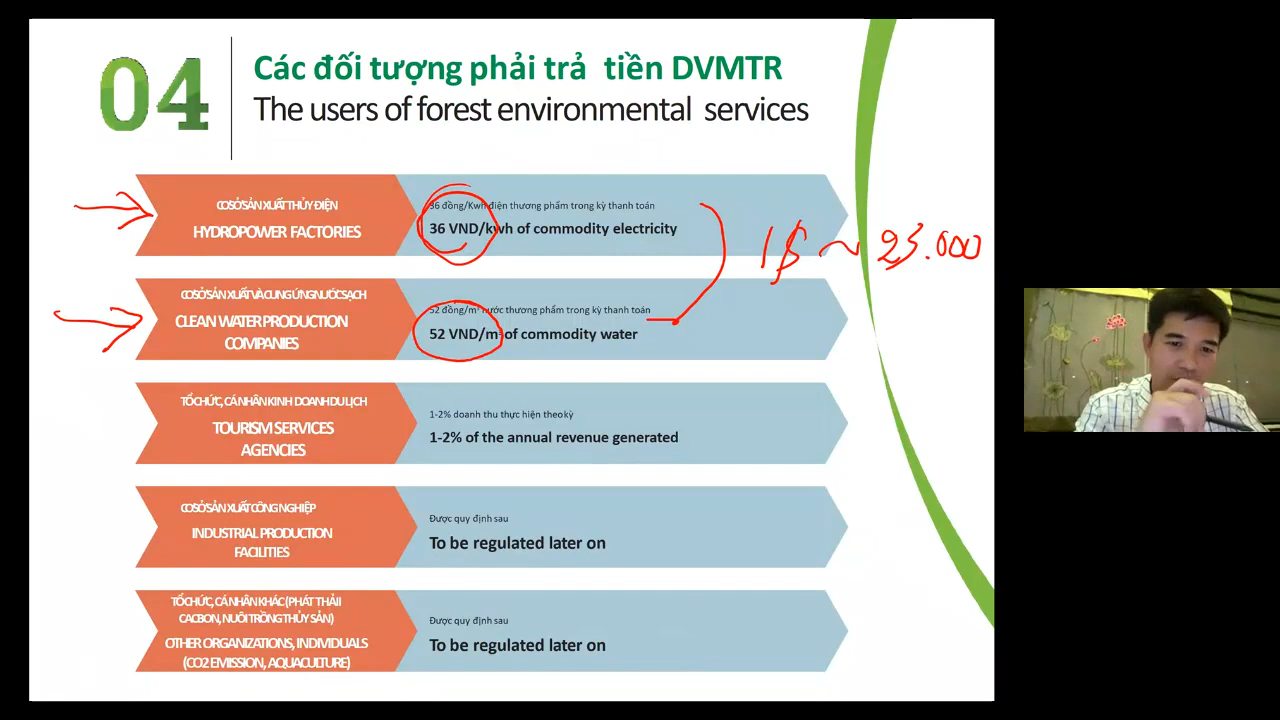 04
Các đối tượng phải trả tiền DVMTR
The users of forest environmental services
CƠ SỞ SẢN XUẤT THỦY ĐIỆN
HYDROPOWER FACTORIES
36 đồng/Kwh điện thương phẩm trong kỳ thanh toán
36 VND/kwh of commodity electricity
1$ ~ 23.000
CƠ SỞ SẢN XUẤT VÀ CUNG ỨNG NƯỚC SẠCH
CLEAN WATER PRODUCTION
COMPANIES
52 đồng/m³ nước thương phẩm trong kỳ thanh toán
52 VND/m³ of commodity water
TỔ CHỨC, CÁ NHÂN KINH DOANH DU LỊCH
TOURISM SERVICES
AGENCIES
1-2% doanh thu thực hiện theo kỳ
1-2% of the annual revenue generated
CƠ SỞ SẢN XUẤT CÔNG NGHIỆP
INDUSTRIAL PRODUCTION
FACILITIES
Được quy định sau
To be regulated later on
TỔ CHỨC, CÁ NHÂN KHÁC (PHÁT THẢI
CACBON, NUÔI TRỒNG THỦY SẢN)
OTHER ORGANIZATIONS, INDIVIDUALS
(CO2 EMISSION, AQUACULTURE)
Được quy định sau
To be regulated later on